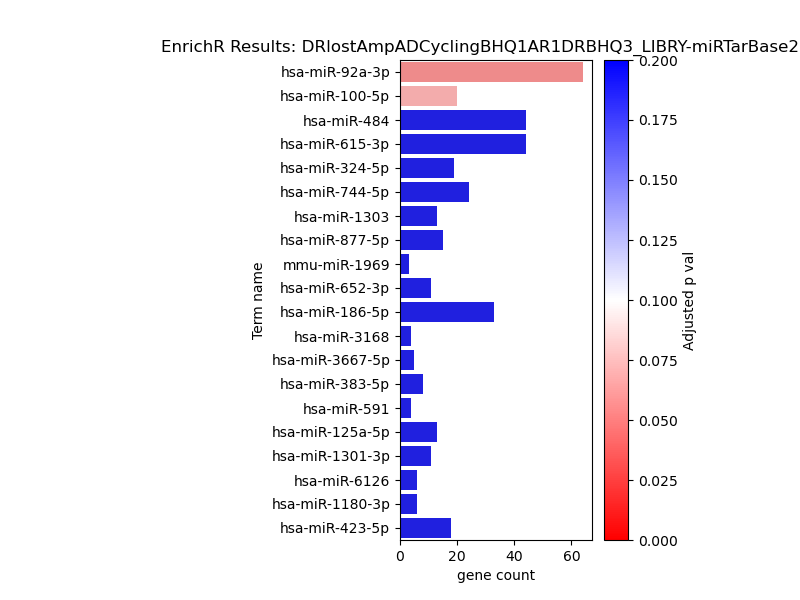 EnrichR Results: DRlostAmpADCyclingBHQ1AR1DRBHQ3_LIBRY-miRTarBase2
hsa-miR-92a-3p
hsa-miR-100-5p
hsa-miR-484
hsa-miR-615-3p
hsa-miR-324-5p
hsa-miR-744-5p
hsa-miR-1303
hsa-miR-877-5p
mmu-miR-1969
hsa-miR-652-3p
hsa-miR-186-5p
hsa-miR-3168
hsa-miR-3667-5p
hsa-miR-383-5p
hsa-miR-591
hsa-miR-125a-5p
hsa-miR-1301-3p
hsa-miR-6126
hsa-miR-1180-3p
hsa-miR-423-5p
Term name
0 20 40 60
gene count
0.200
0.175
0.150
0.125
0.100
0.075
0.050
0.025
0.000
Adjusted p val